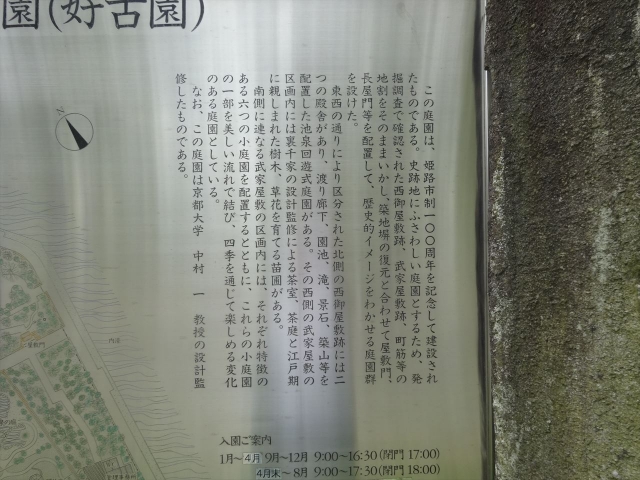 園(好古園)
この庭園は、姫路市制一〇〇周年を記念して建設され
たものである。史跡地にふさわしい庭園とするため、発
掘調査で確認された西御屋敷跡、武家屋敷跡、町筋等の
地割をそのままいかし、築地塀の復元と合わせて屋敷門、
長屋門等を配置して、歴史的イメージをわかせる庭園群
を設けた。
東西の通りにより区分された北側の西御屋敷跡には二
つの殿舎があり、渡り廊下、園池、滝、景石、築山等を
配置した池泉回遊式庭園がある。その西側の武家屋敷の
区画内には裏千家の設計監修による茶室、茶庭と江戸期
に親しまれた樹木、草花を育てる苗圃がある。
南側に連なる武家屋敷の区画内には、それぞれ特徴の
ある六つの小庭園を配置するとともに、これらの小庭園
の一部を美しい流れで結び、四季を通じて楽しめる変化
のある庭園としている。
なお、この庭園は京都大学 中村 一 教授の設計監
修したものである。
N
内濠
入園ご案内
1月~4月 9月~12月 9:00~16:30(閉門 17:00)
4月末~8月 9:00~17:30(閉門 18:00)